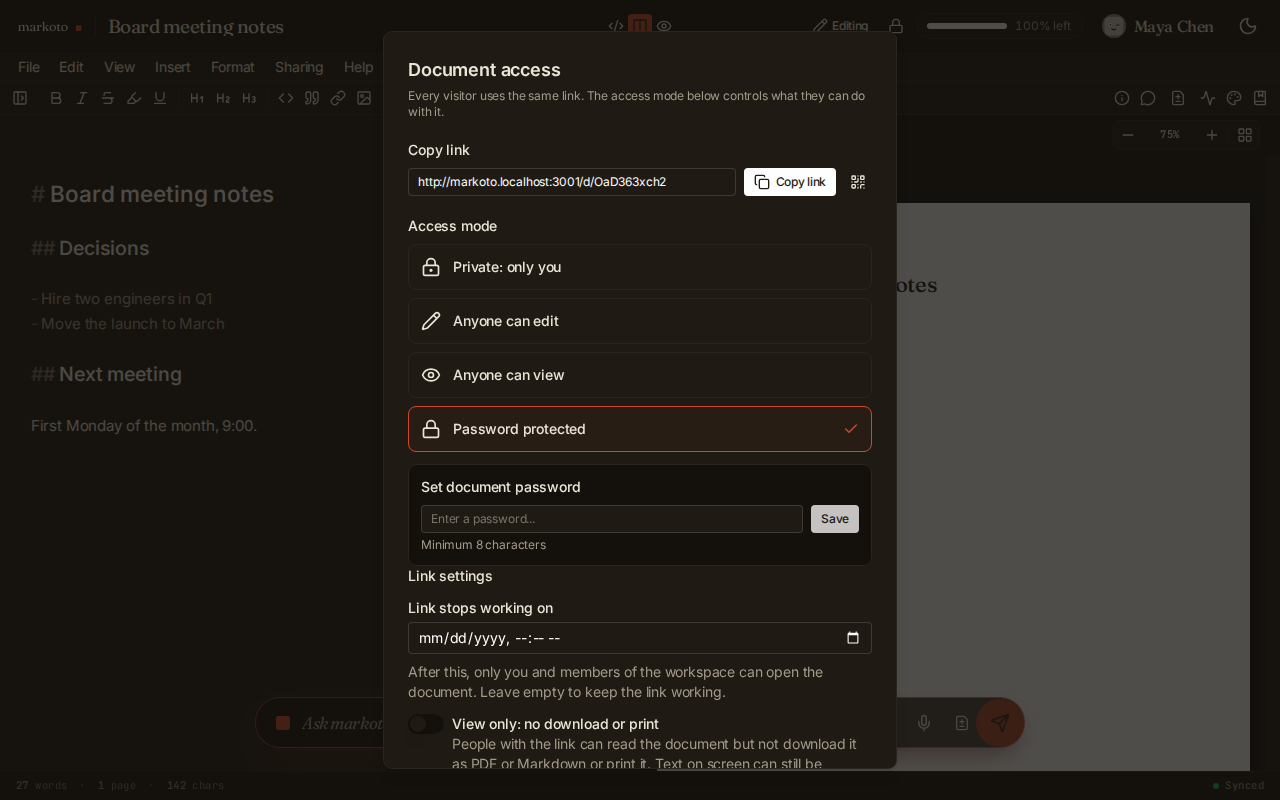 markoto
Board meeting notes
Editing
100% left
Maya Chen
File Edit View Insert Format Sharing Help
H1 H2 H3
75%
# Board meeting notes
## Decisions
- Hire two engineers in Q1
- Move the launch to March
## Next meeting
First Monday of the month, 9:00.
otes
Document access
Every visitor uses the same link. The access mode below controls what they can do
with it.
Copy link
http://markoto.localhost:3001/d/OaD363xch2
Copy link
Access mode
Private: only you
Anyone can edit
Anyone can view
Password protected
Set document password
Enter a password...
Save
Minimum 8 characters
Link settings
Link stops working on
mm/dd/yyyy, --:-- --
After this, only you and members of the workspace can open the
document. Leave empty to keep the link working.
View only: no download or print
People with the link can read the document but not download it
as PDF or Markdown or print it. Text on screen can still be
Ask markot
27 words · 1 page · 142 chars
Synced